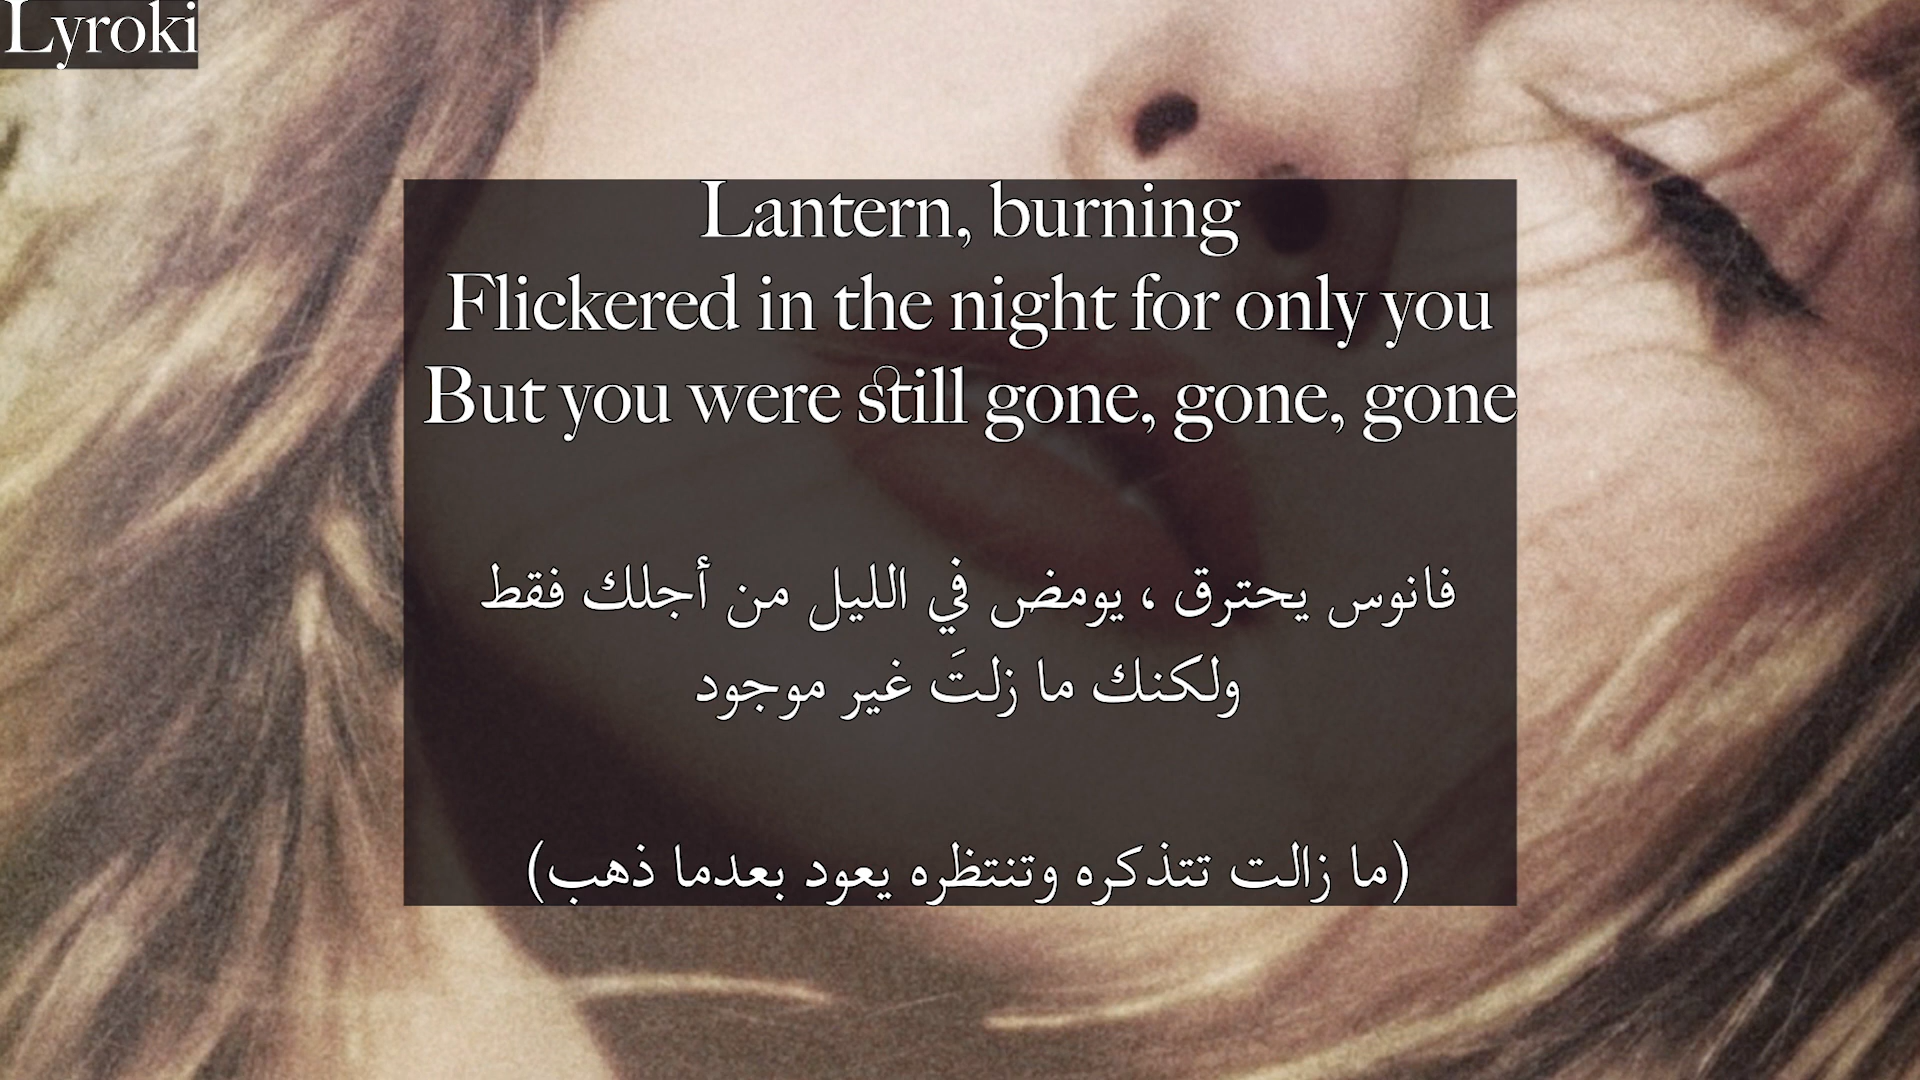 Lyroki
Lantern, burning
Flickered in the night for only you
But you were still gone, gone, gone
فانوس يحترق ، يومض في الليل من أجلك فقط
ولكنك ما زلتَ غير موجود
(ما زالت تتذكره وتنتظره يعود بعدما ذهب)